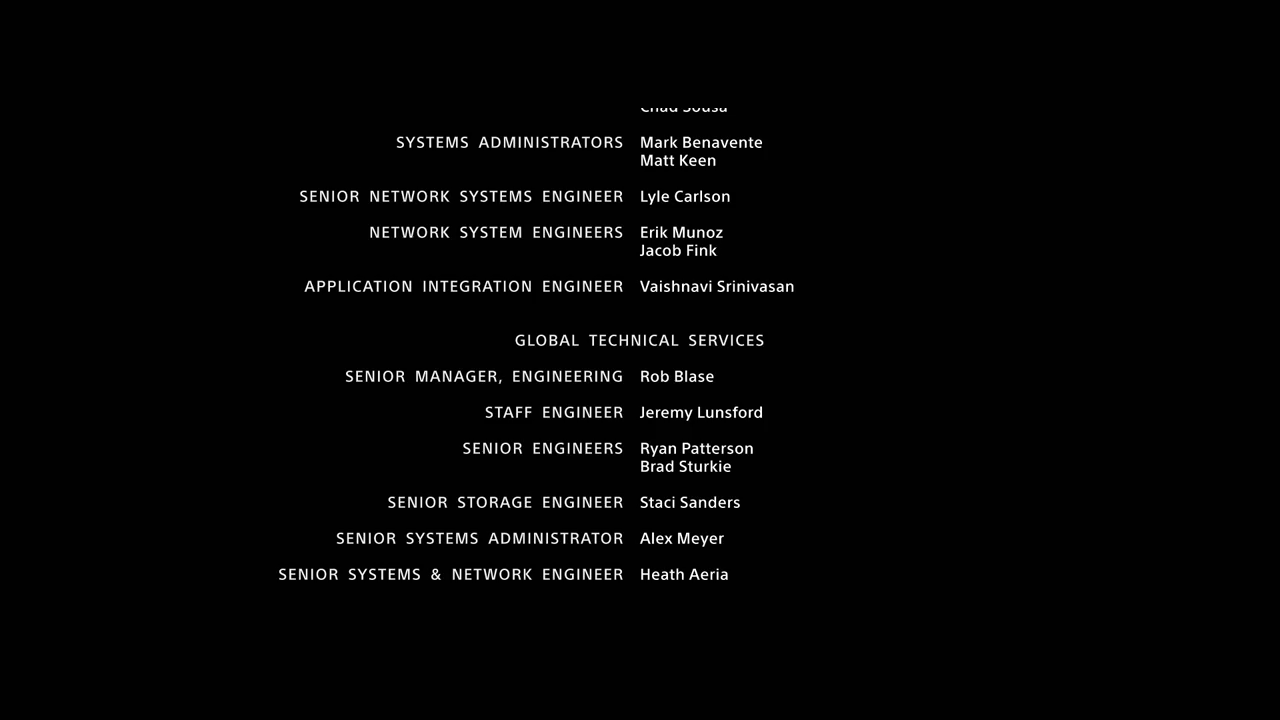 Chad Sousa
SYSTEMS ADMINISTRATORS Mark Benavente
Matt Keen
SENIOR NETWORK SYSTEMS ENGINEER Lyle Carlson
NETWORK SYSTEM ENGINEERS Erik Munoz
Jacob Fink
APPLICATION INTEGRATION ENGINEER Vaishnavi Srinivasan
GLOBAL TECHNICAL SERVICES
SENIOR MANAGER, ENGINEERING Rob Blase
STAFF ENGINEER Jeremy Lunsford
SENIOR ENGINEERS Ryan Patterson
Brad Sturkie
SENIOR STORAGE ENGINEER Staci Sanders
SENIOR SYSTEMS ADMINISTRATOR Alex Meyer
SENIOR SYSTEMS & NETWORK ENGINEER Heath Aeria